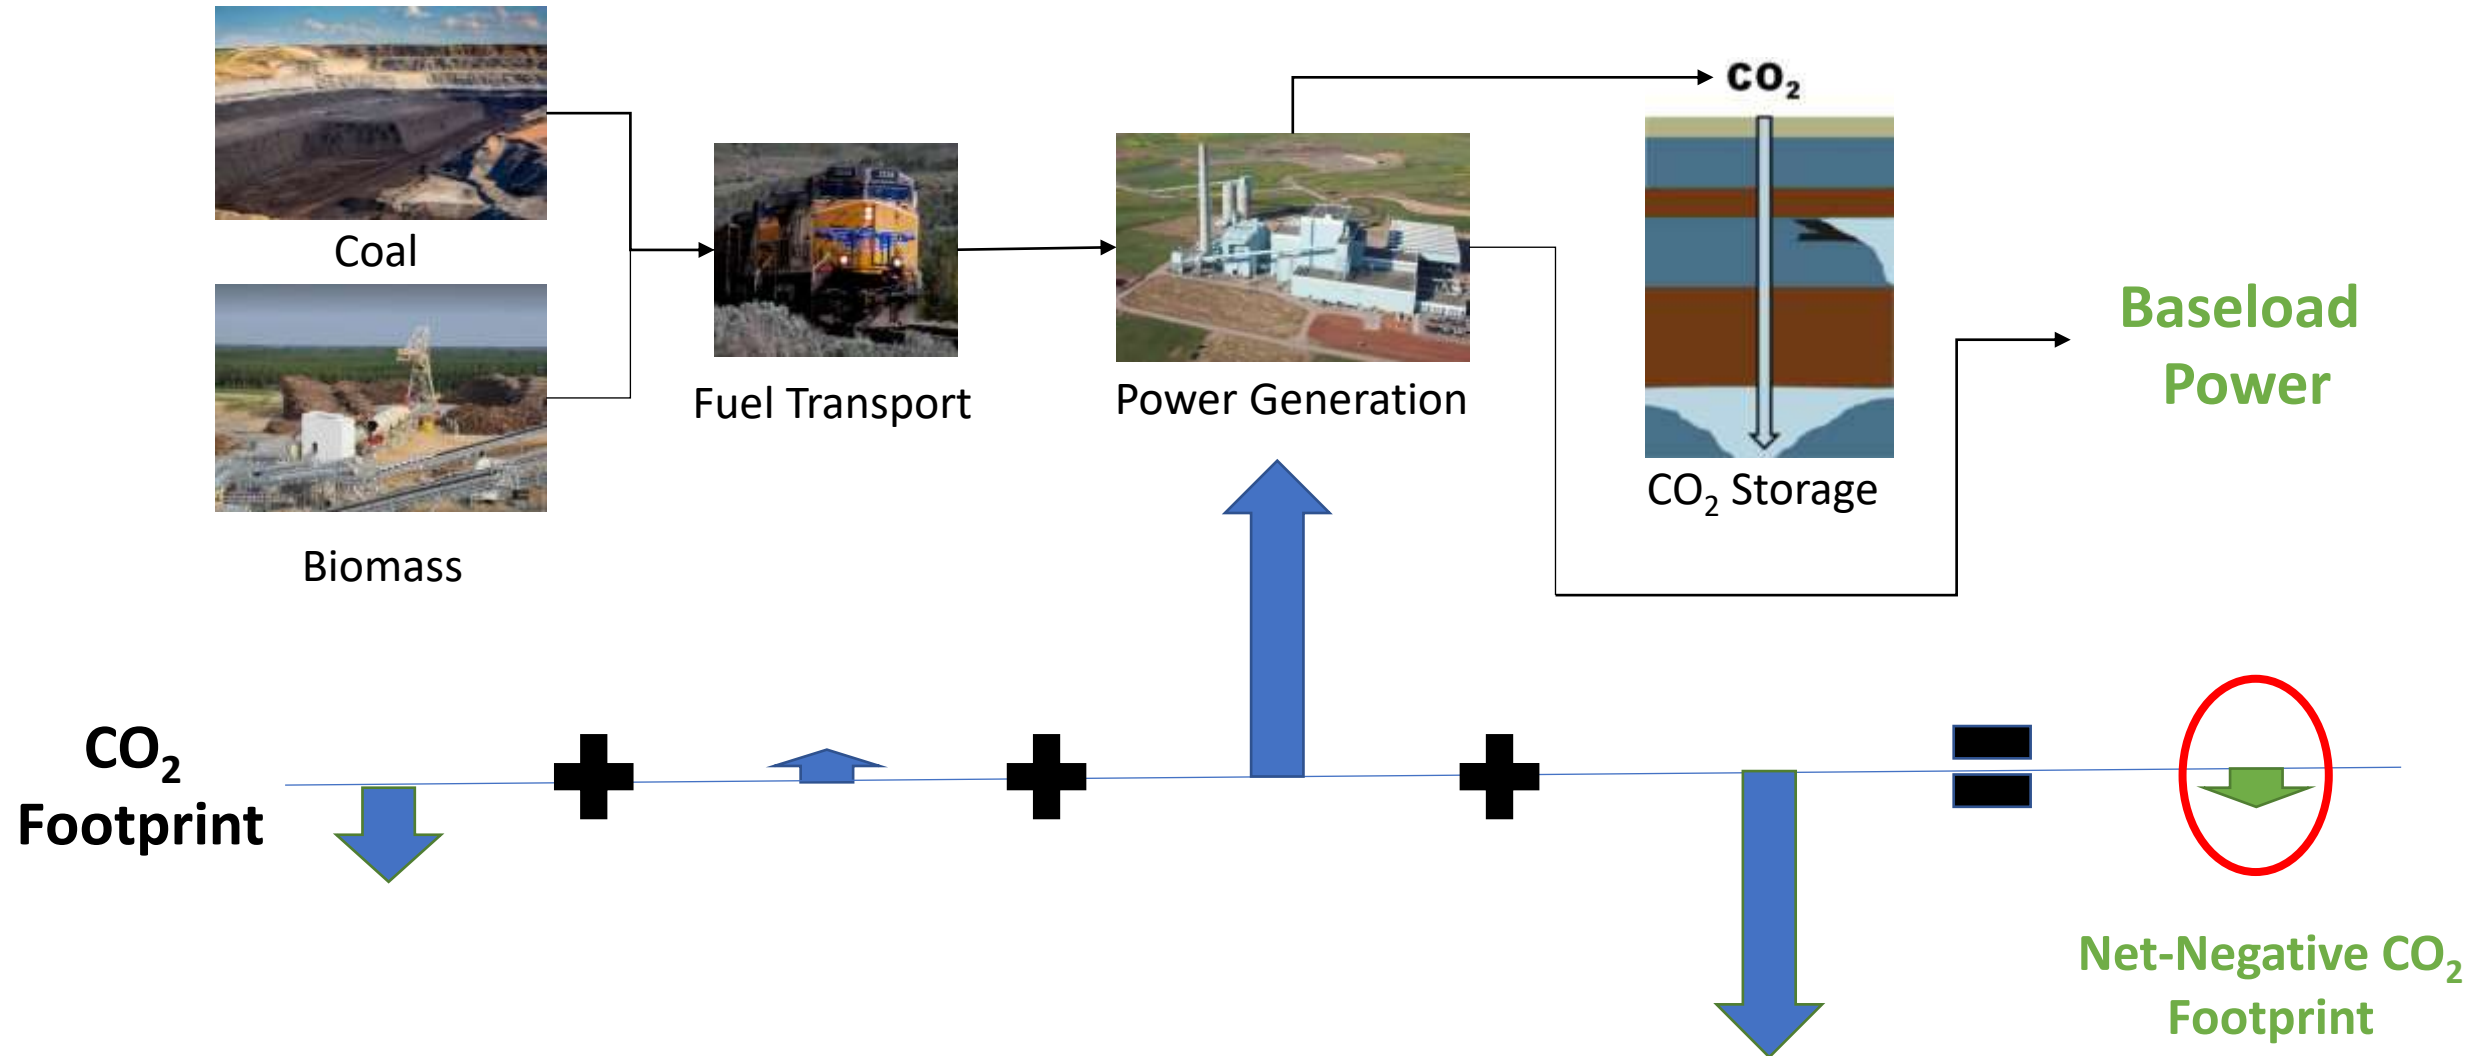 CO₂
Coal
Baseload
Power
Fuel Transport
Power Generation
CO₂ Storage
Biomass
CO₂
Footprint
Net-Negative CO₂
Footprint